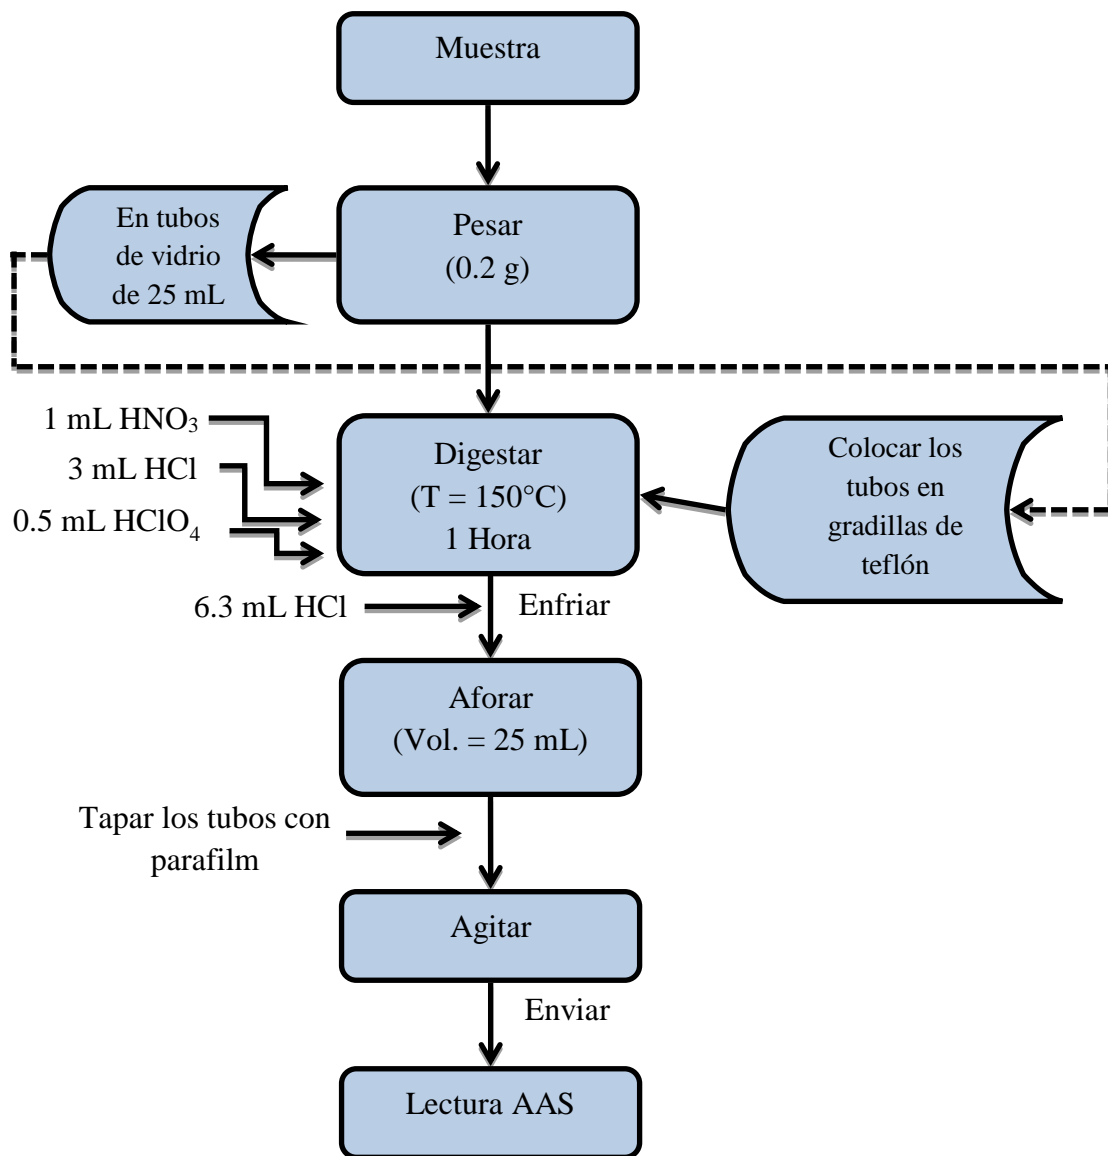 Muestra
En tubos
de vidrio
de 25 mL
Pesar
(0.2 g)
1 mL HNO₃
3 mL HCl
0.5 mL HClO₄
Digestar
(T = 150°C)
1 Hora
Colocar los
tubos en
gradillas de
teflón
6.3 mL HCl
Enfriar
Aforar
(Vol. = 25 mL)
Tapar los tubos con
parafilm
Agitar
Enviar
Lectura AAS